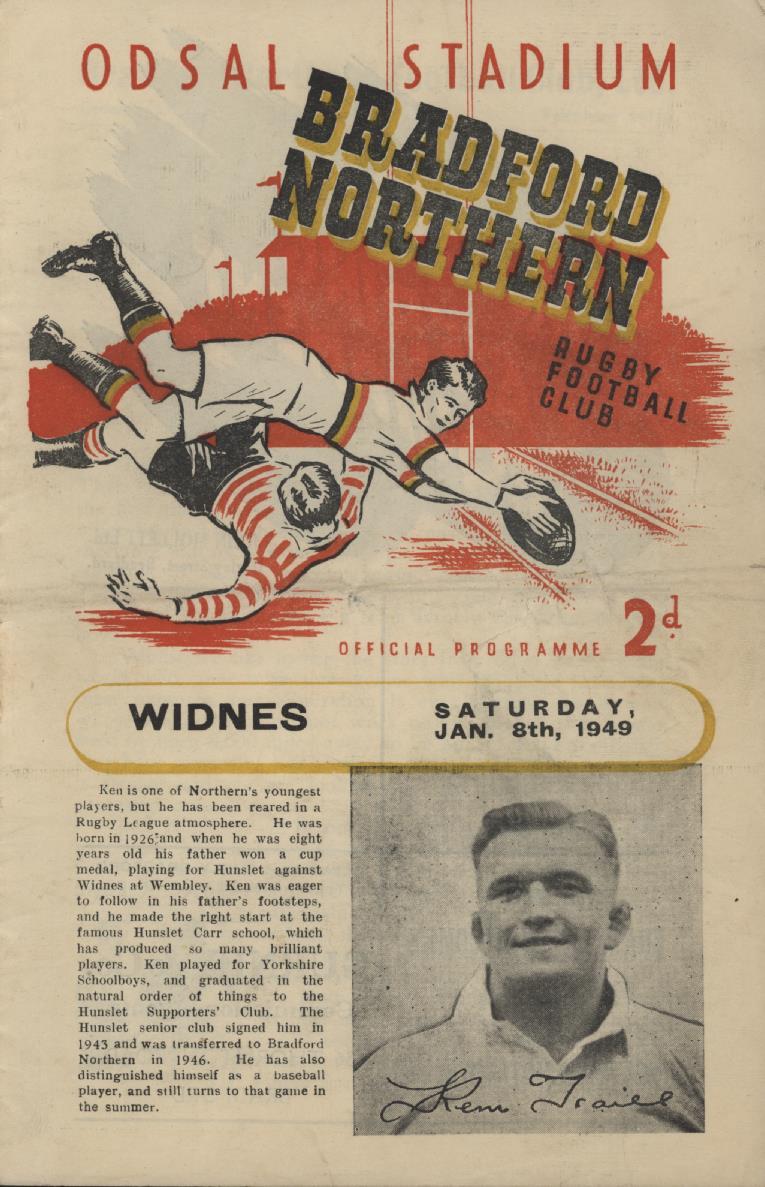 ODSAL STADIUM
BRADFORD
NORTHERN
RUGBY
FOOTBALL
CLUB
OFFICIAL PROGRAMME 2d.
WIDNES
SATURDAY,
JAN. 8th, 1949
Ken is one of Northern's youngest
players, but he has been reared in a
Rugby League atmosphere. He was
born in 1926, and when he was eight
years old his father won a cup
medal, playing for Hunslet against
Widnes at Wembley. Ken was eager
to follow in his father's footsteps,
and he made the right start at the
famous Hunslet Carr school, which
has produced so many brilliant
players. Ken played for Yorkshire
Schoolboys, and graduated in the
natural order of things to the
Hunslet Supporters' Club. The
Hunslet senior club signed him in
1943 and was transferred to Bradford
Northern in 1946. He has also
distinguished himself as a baseball
player, and still turns to that game in
the summer.
Ken Traill